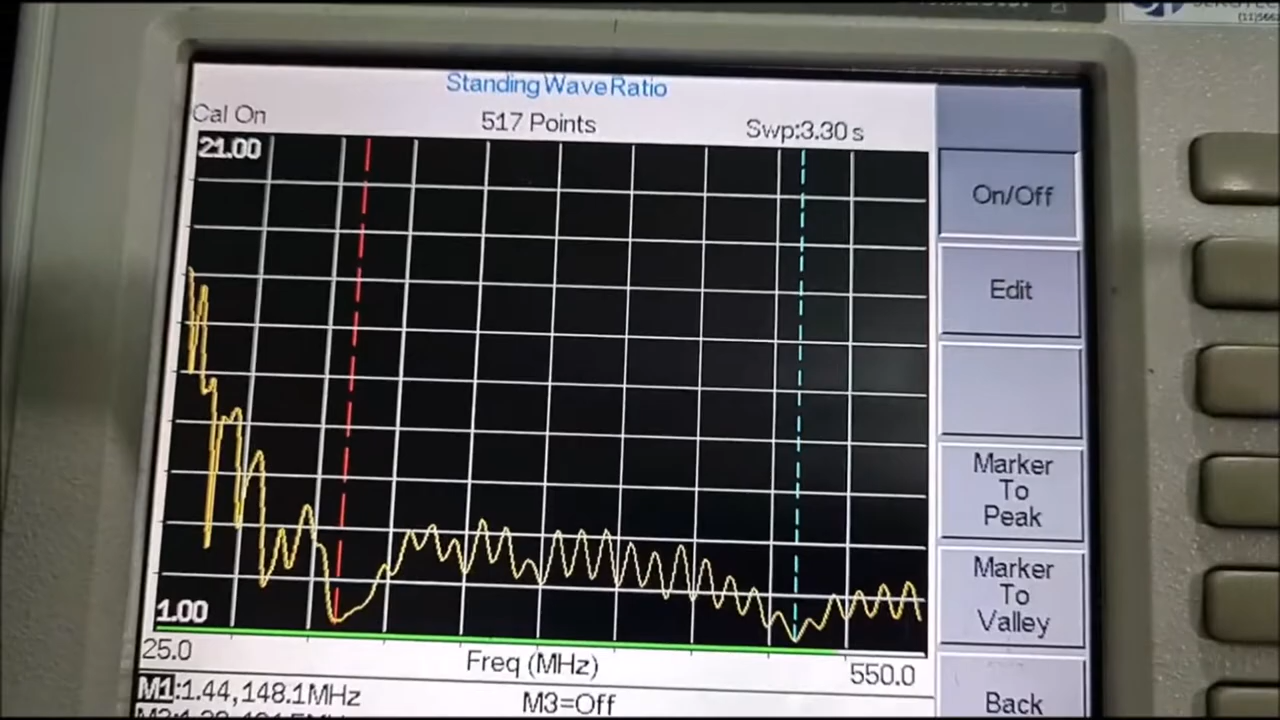 Standing Wave Ratio
Cal On
517 Points
Swp:3.30 s
21.00
On/Off
Edit
Marker
To
Peak
Marker
To
Valley
1.00
25.0
Freq (MHz)
550.0
M1:1.44,148.1MHz
M3=Off
Back